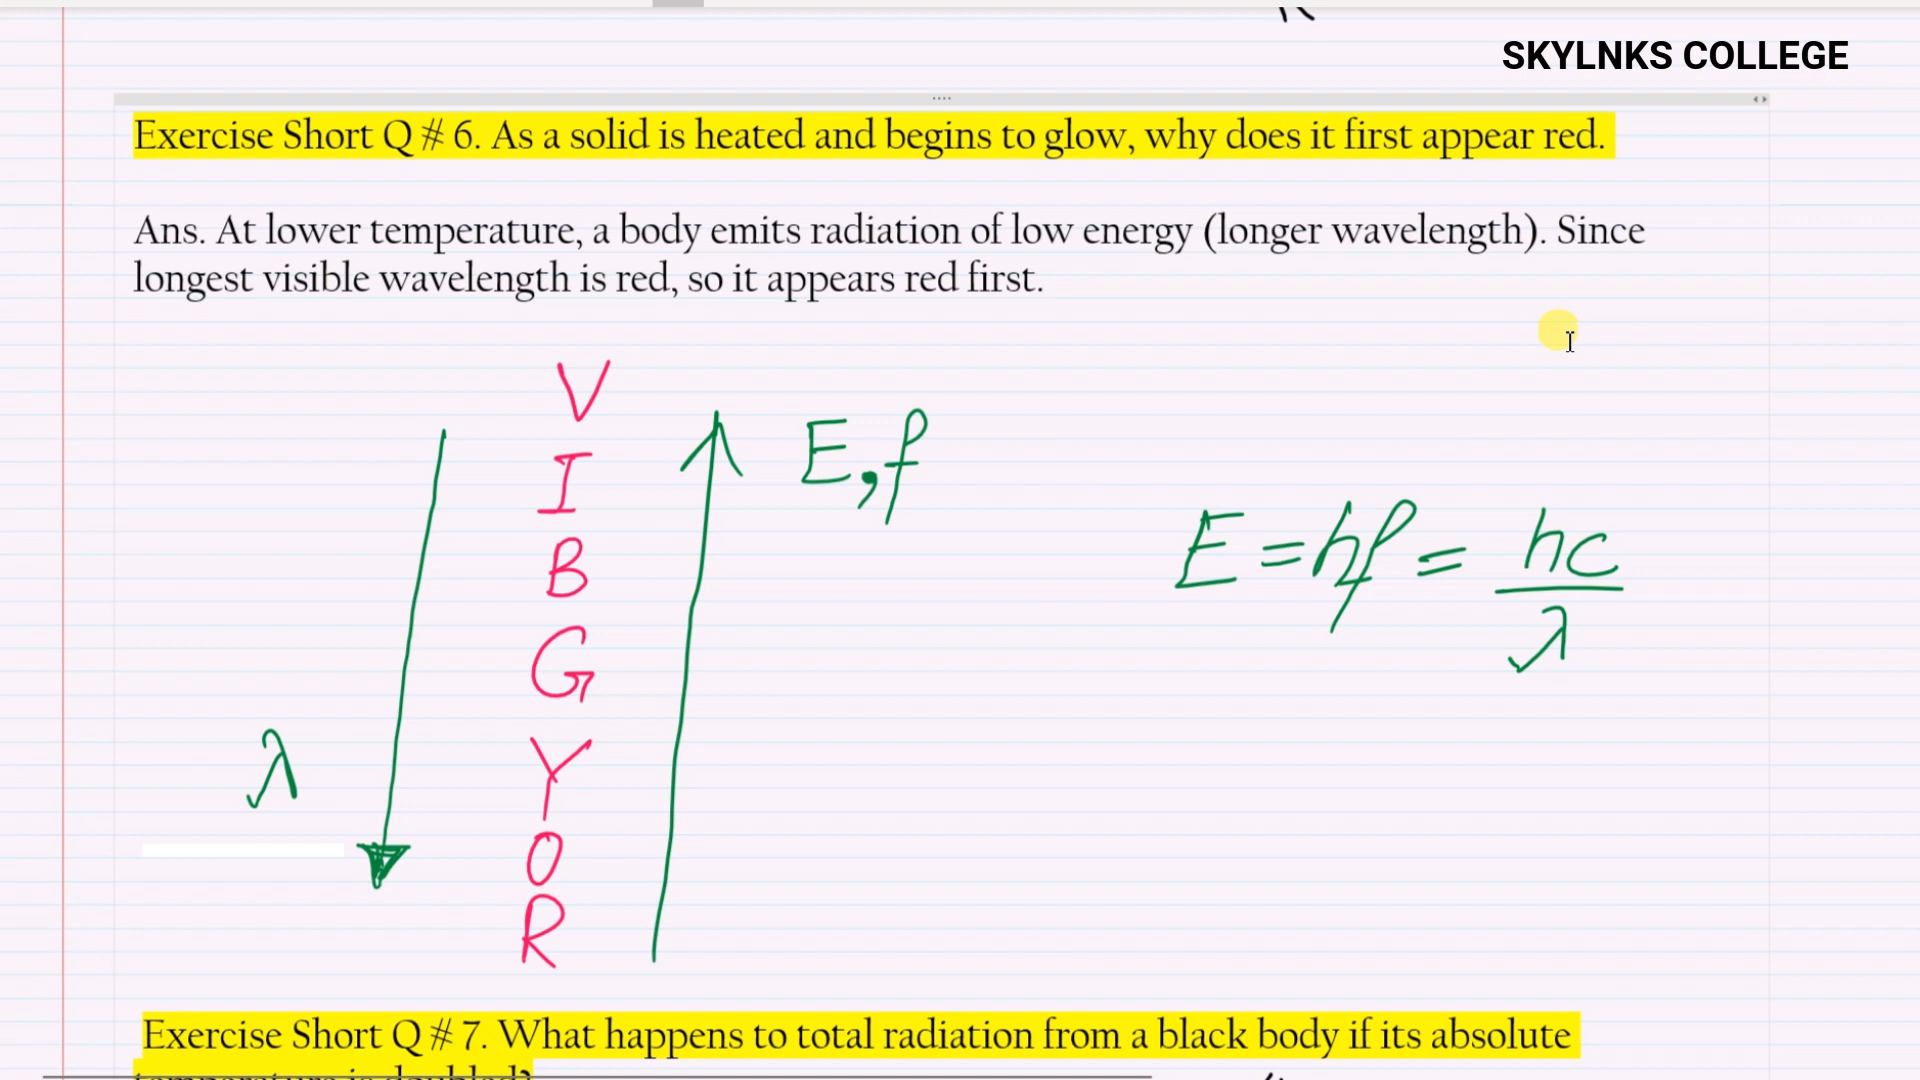 SKYLNKS COLLEGE
Exercise Short Q # 6. As a solid is heated and begins to glow, why does it first appear red.
Ans. At lower temperature, a body emits radiation of low energy (longer wavelength). Since
longest visible wavelength is red, so it appears red first.
V
I
B
G
Y
O
R
E, f
E = hf = hc/λ
λ
Exercise Short Q # 7. What happens to total radiation from a black body if its absolute
temperature is doubled?